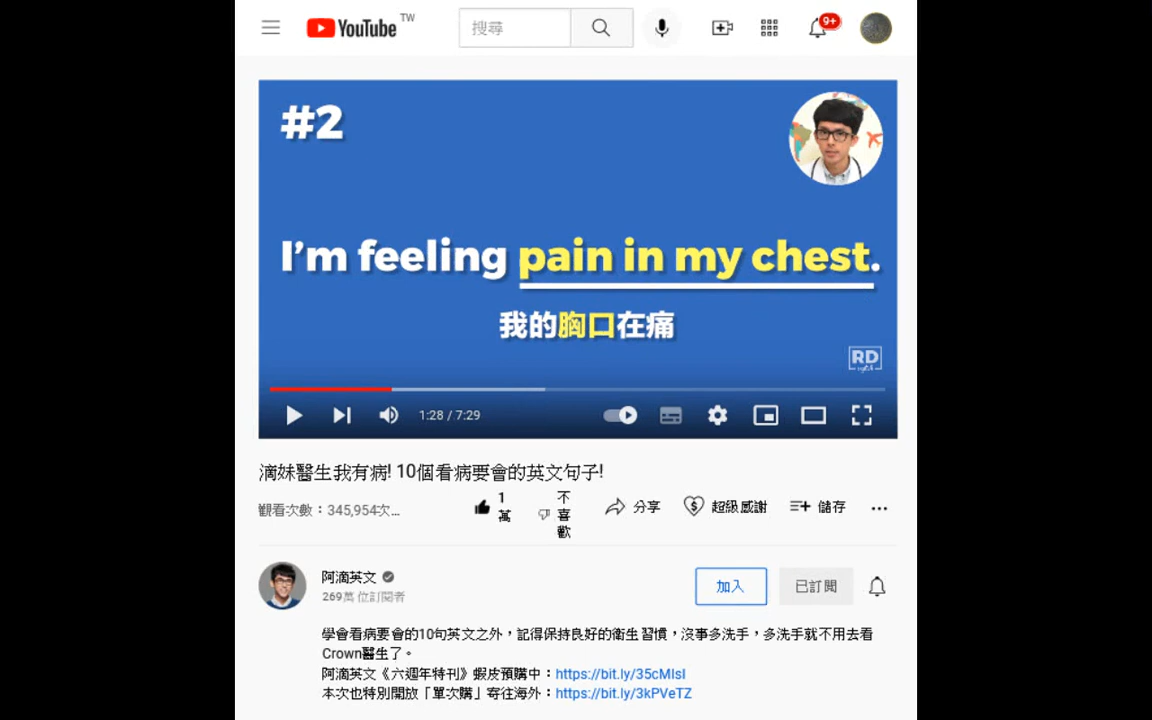 YouTube TW
搜尋
9+
#2
I'm feeling pain in my chest.
我的胸口在痛
RD
1:28 / 7:29
滴妹醫生我有病! 10個看病要會的英文句子!
觀看次數：345,954次...
1萬
不喜歡
分享
超級感謝
儲存
阿滴英文
269萬 位訂閱者
加入
已訂閱
學會看病要會的10句英文之外，記得保持良好的衛生習慣，沒事多洗手，多洗手就不用去看
Crown醫生了。
阿滴英文《六週年特刊》蝦皮預購中：https://bit.ly/35cMIsI
本次也特別開放「單次購」寄往海外：https://bit.ly/3kPVeTZ